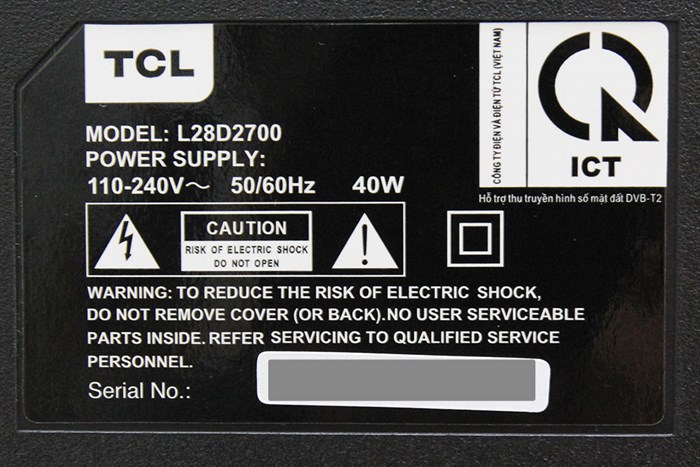 TCL
MODEL: L28D2700
POWER SUPPLY:
110-240V～ 50/60Hz 40W
CÔNG TY ĐIỆN VÀ ĐIỆN TỬ TCL (VIỆT NAM)
ICT
Hỗ trợ thu truyền hình số mặt đất DVB-T2
CAUTION
RISK OF ELECTRIC SHOCK
DO NOT OPEN
WARNING: TO REDUCE THE RISK OF ELECTRIC SHOCK,
DO NOT REMOVE COVER (OR BACK).NO USER SERVICEABLE
PARTS INSIDE. REFER SERVICING TO QUALIFIED SERVICE
PERSONNEL.
Serial No.: